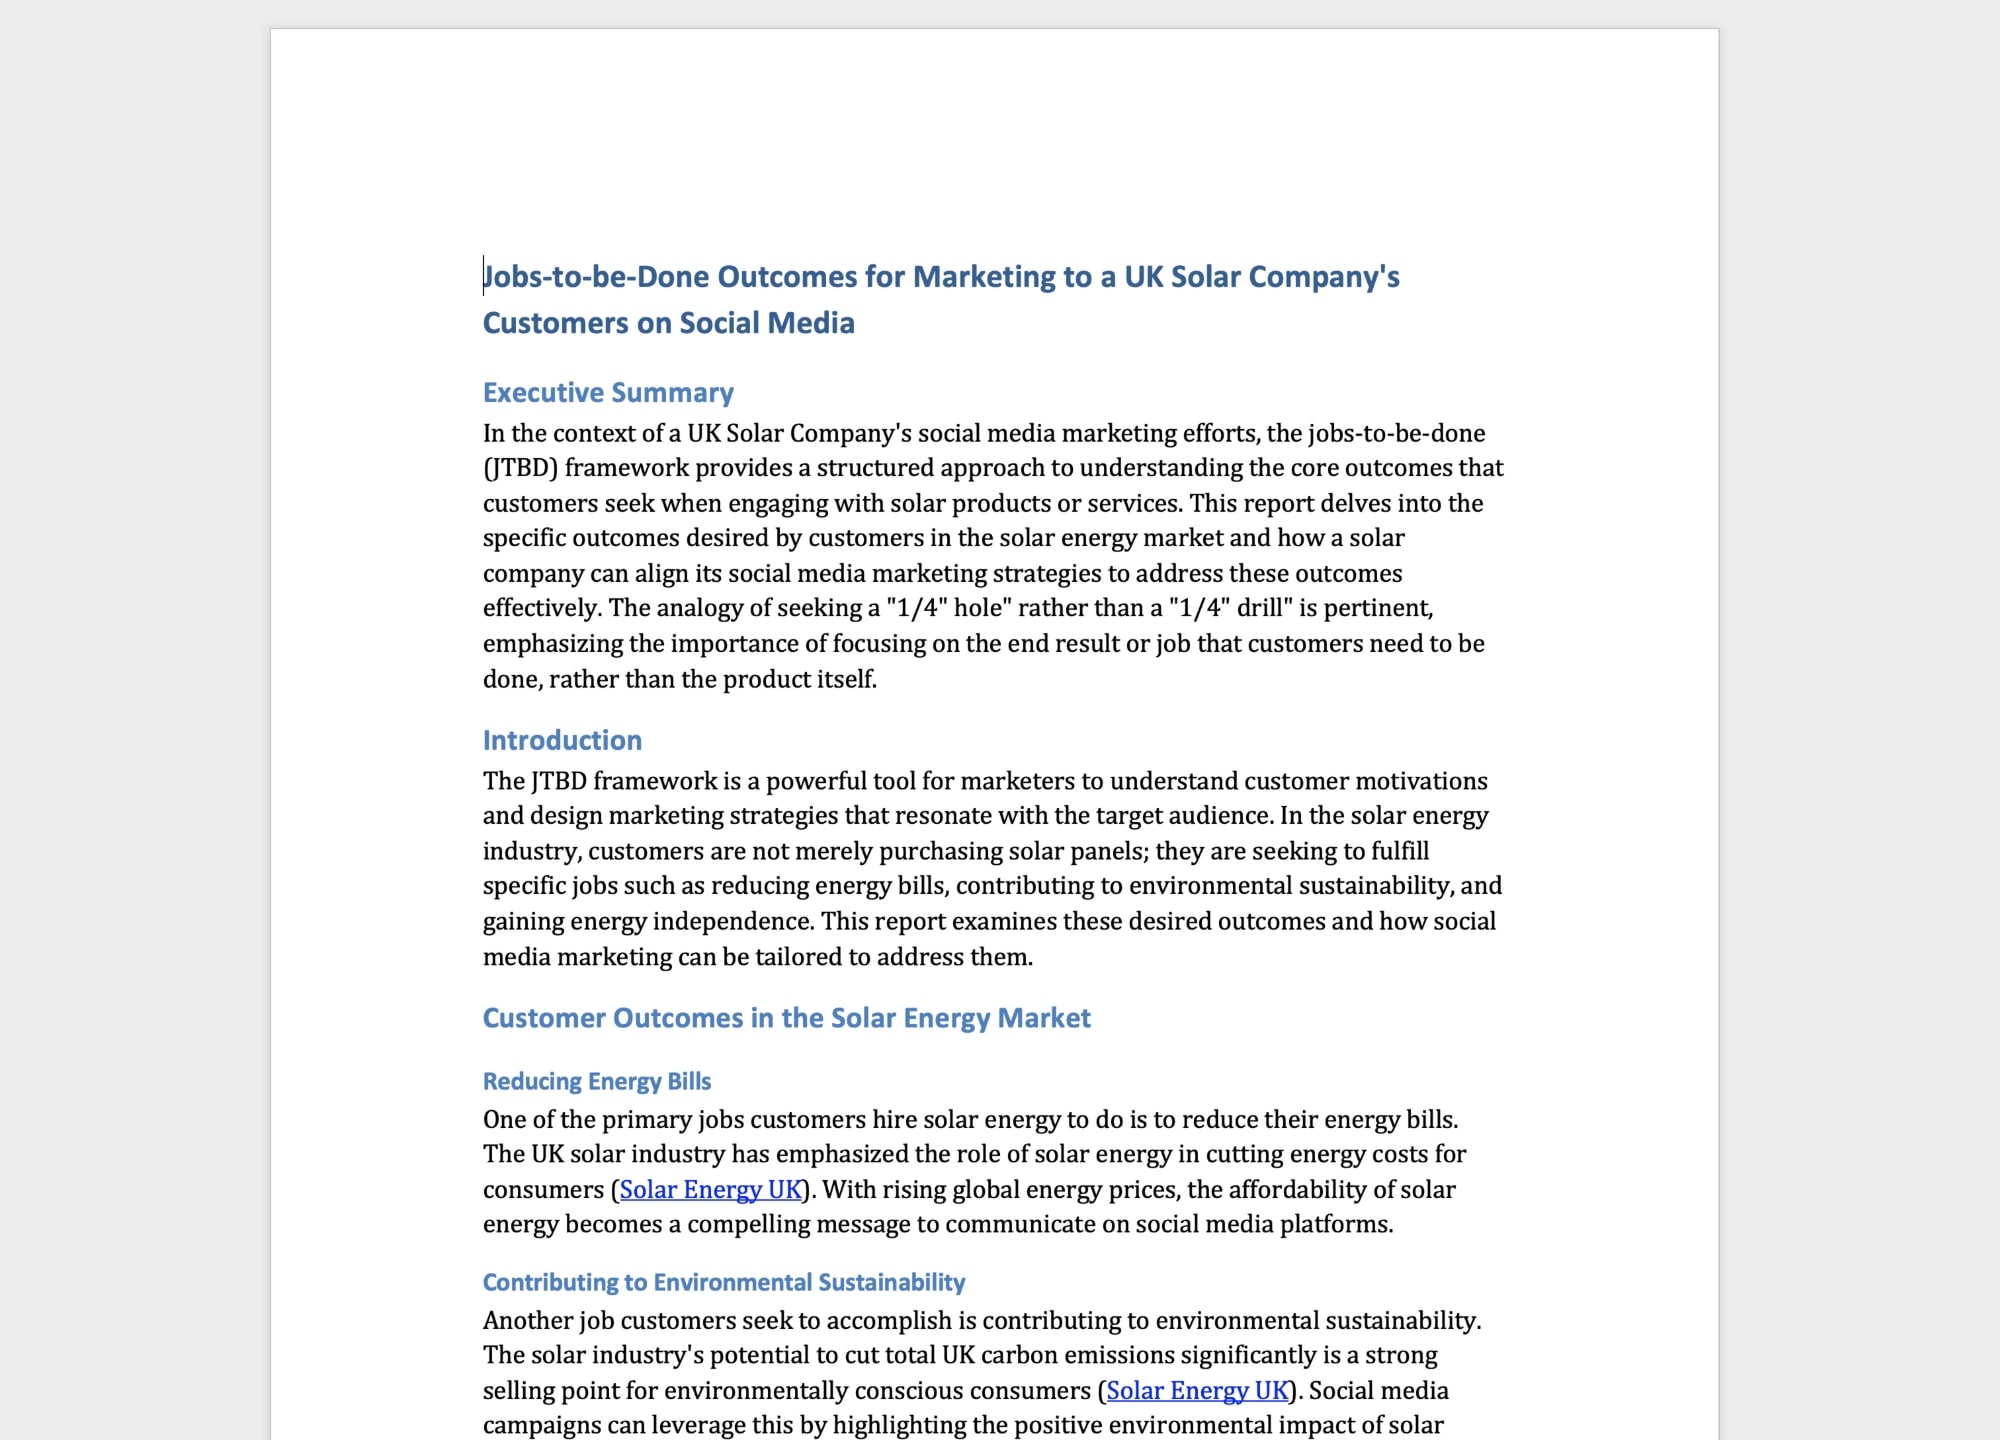 Jobs-to-be-Done Outcomes for Marketing to a UK Solar Company's
Customers on Social Media
Executive Summary
In the context of a UK Solar Company's social media marketing efforts, the jobs-to-be-done
(JTBD) framework provides a structured approach to understanding the core outcomes that
customers seek when engaging with solar products or services. This report delves into the
specific outcomes desired by customers in the solar energy market and how a solar
company can align its social media marketing strategies to address these outcomes
effectively. The analogy of seeking a "1/4" hole" rather than a "1/4" drill" is pertinent,
emphasizing the importance of focusing on the end result or job that customers need to be
done, rather than the product itself.
Introduction
The JTBD framework is a powerful tool for marketers to understand customer motivations
and design marketing strategies that resonate with the target audience. In the solar energy
industry, customers are not merely purchasing solar panels; they are seeking to fulfill
specific jobs such as reducing energy bills, contributing to environmental sustainability, and
gaining energy independence. This report examines these desired outcomes and how social
media marketing can be tailored to address them.
Customer Outcomes in the Solar Energy Market
Reducing Energy Bills
One of the primary jobs customers hire solar energy to do is to reduce their energy bills.
The UK solar industry has emphasized the role of solar energy in cutting energy costs for
consumers (Solar Energy UK). With rising global energy prices, the affordability of solar
energy becomes a compelling message to communicate on social media platforms.
Contributing to Environmental Sustainability
Another job customers seek to accomplish is contributing to environmental sustainability.
The solar industry's potential to cut total UK carbon emissions significantly is a strong
selling point for environmentally conscious consumers (Solar Energy UK). Social media
campaigns can leverage this by highlighting the positive environmental impact of solar